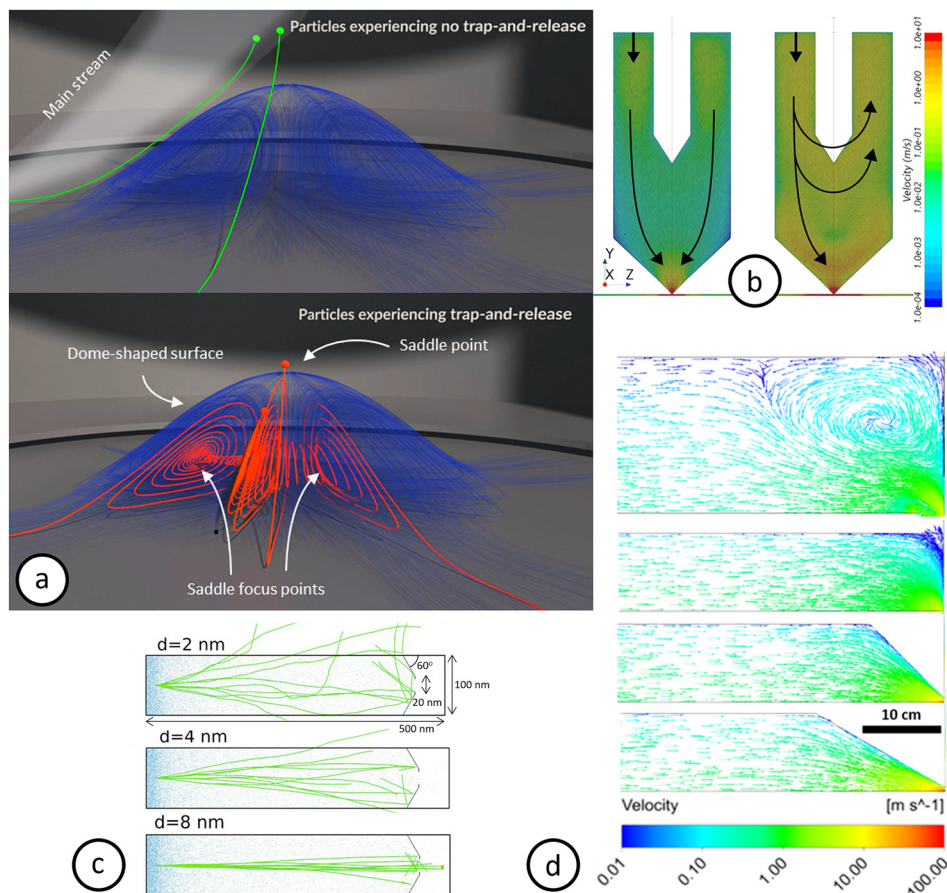 Particles experiencing no trap-and-release
Main stream
Particles experiencing trap-and-release
Dome-shaped surface
Saddle point
Saddle focus points
a
Y
X
Z
b
1.0e+01
1.0e+00
1.0e-01
1.0e-02
1.0e-03
1.0e-04
Velocity (m/s)
d=2 nm
60°
100 nm
20 nm
500 nm
d=4 nm
d=8 nm
c
10 cm
Velocity
[m s^-1]
0.01
0.10
1.00
10.00
100.00
d